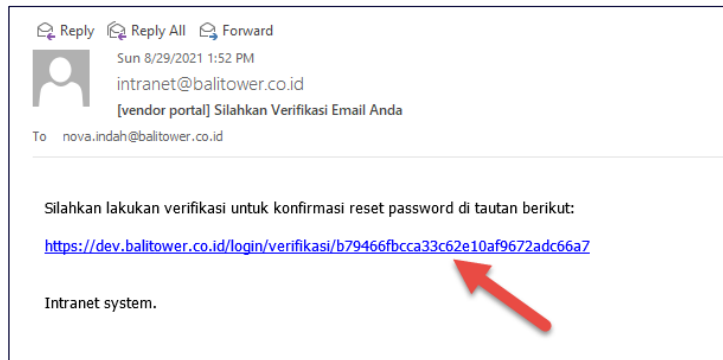 Reply Reply All Forward
Sun 8/29/2021 1:52 PM
intranet@balitower.co.id
[vendor portal] Silahkan Verifikasi Email Anda
To nova.indah@balitower.co.id
Silahkan lakukan verifikasi untuk konfirmasi reset password di tautan berikut:
https://dev.balitower.co.id/login/verifikasi/b79466fbcca33c62e10af9672adc66a7
Intranet system.